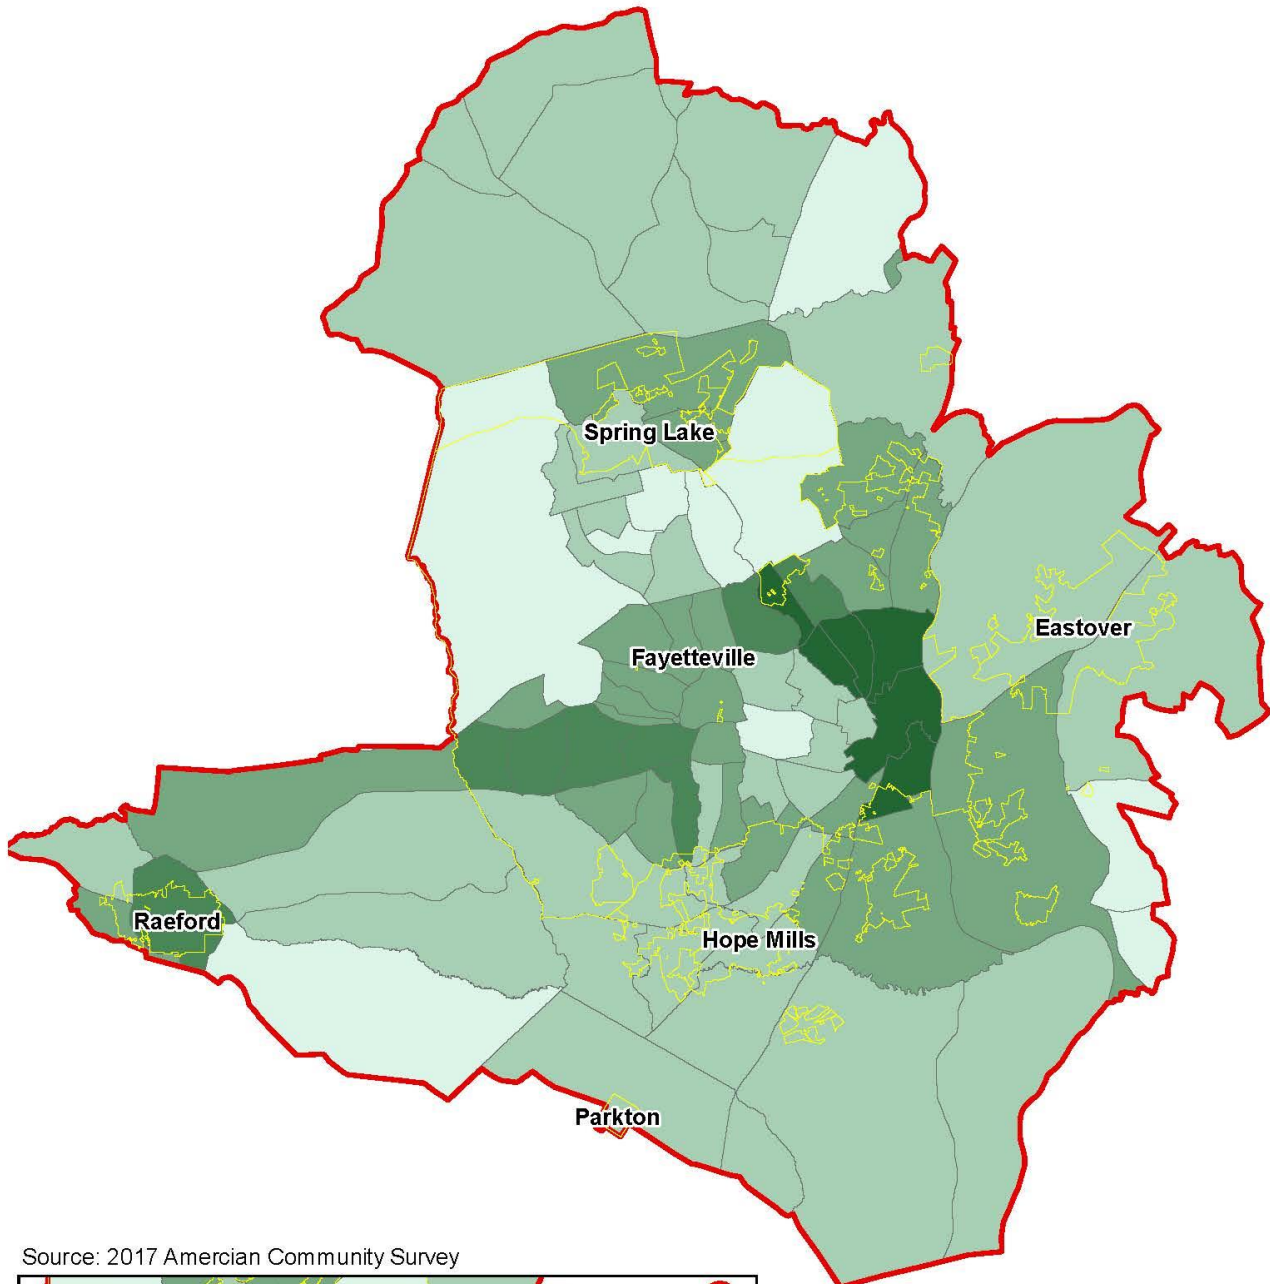 Spring Lake
Eastover
Fayetteville
Raeford
Hope Mills
Parkton
Source: 2017 Amercian Community Survey